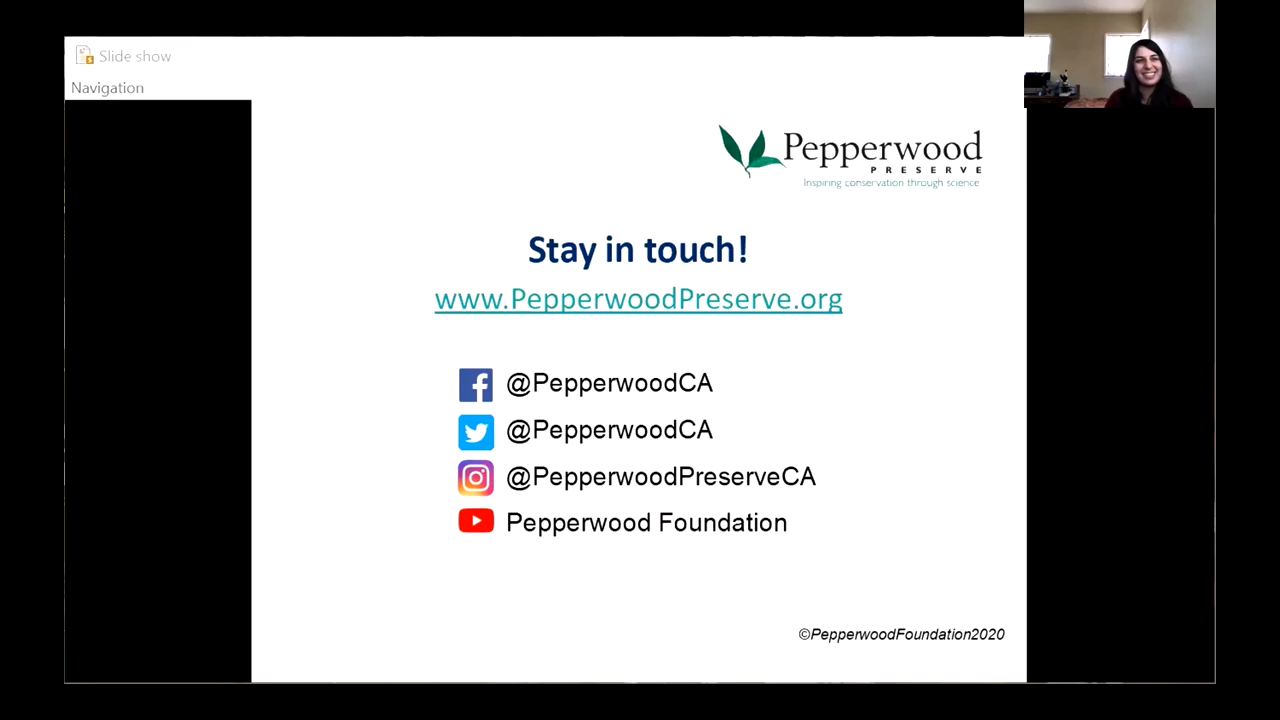 Slide show
Navigation
Pepperwood
PRESERVE
Inspiring conservation through science
Stay in touch!
www.PepperwoodPreserve.org
@PepperwoodCA
@PepperwoodCA
@PepperwoodPreserveCA
Pepperwood Foundation
©PepperwoodFoundation2020